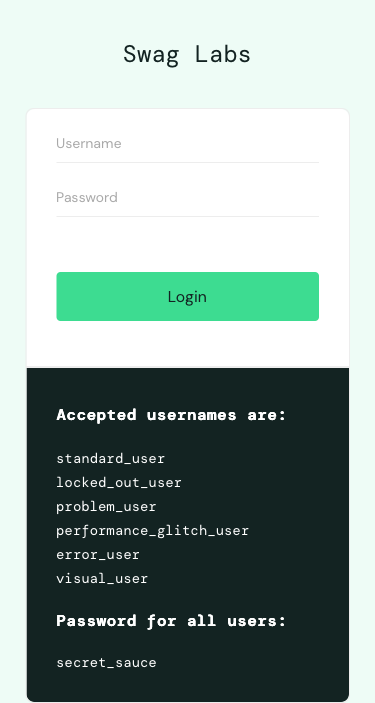 Swag Labs
Username
Password
Login
Accepted usernames are:
standard_user
locked_out_user
problem_user
performance_glitch_user
error_user
visual_user
Password for all users:
secret_sauce